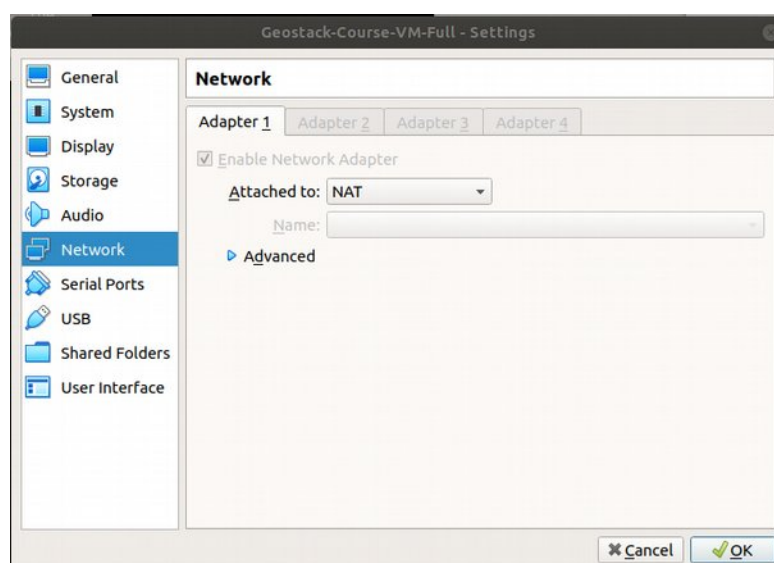 Geostack-Course-VM-Full - Settings
General
System
Display
Storage
Audio
Network
Serial Ports
USB
Shared Folders
User Interface
Network
Adapter 1 Adapter 2 Adapter 3 Adapter 4
Enable Network Adapter
Attached to: NAT
Name:
Advanced
Cancel OK